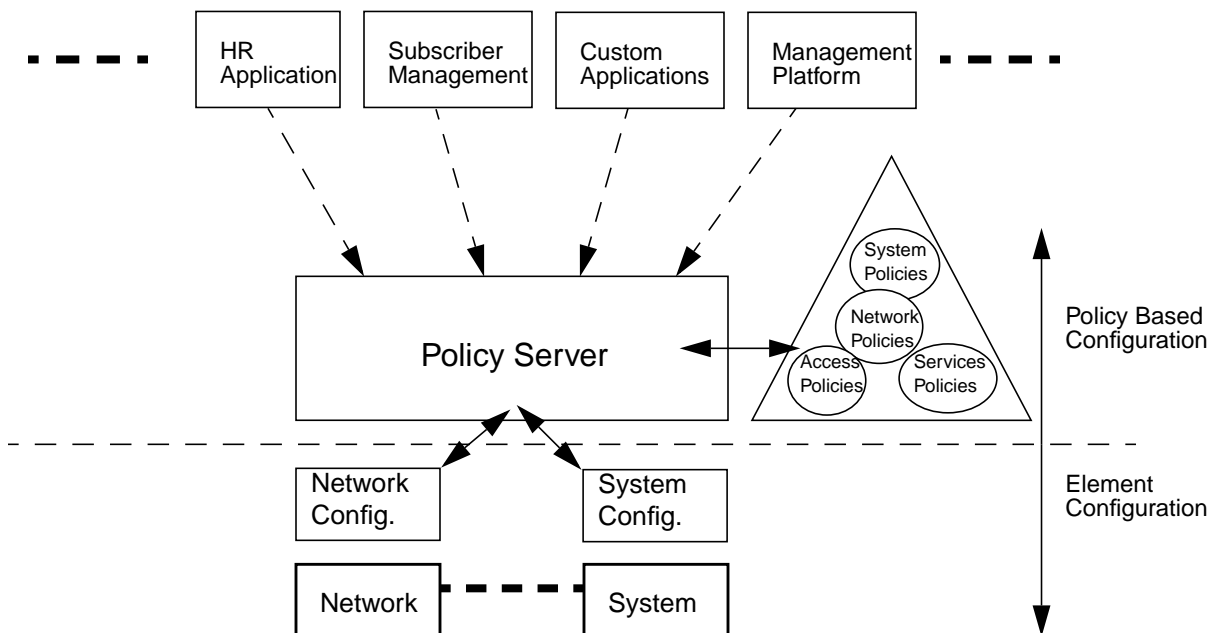 HR
Application
Subscriber
Management
Custom
Applications
Management
Platform
System
Policies
Network
Policies
Access
Policies
Services
Policies
Policy Server
Policy Based
Configuration
Network
Config.
System
Config.
Element
Configuration
Network
System